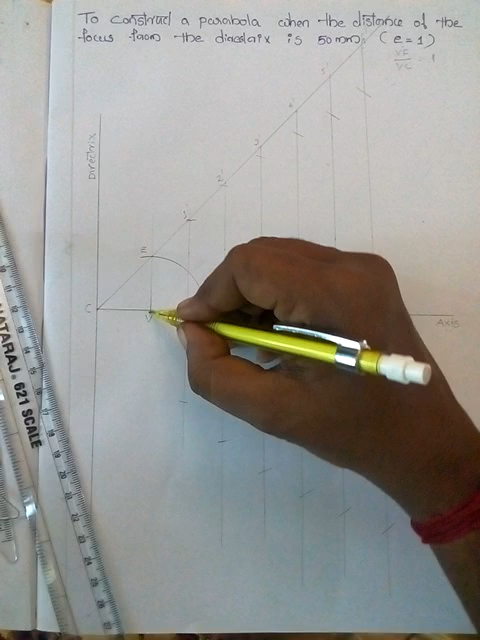 To Construct a parabola when the distance of the
focus from the directrix is 50mm. (e = 1)
VF
VC = 1
Directrix
5'
4'
3'
2'
1'
E
C
V
Axis
NATARAJ 621 SCALE